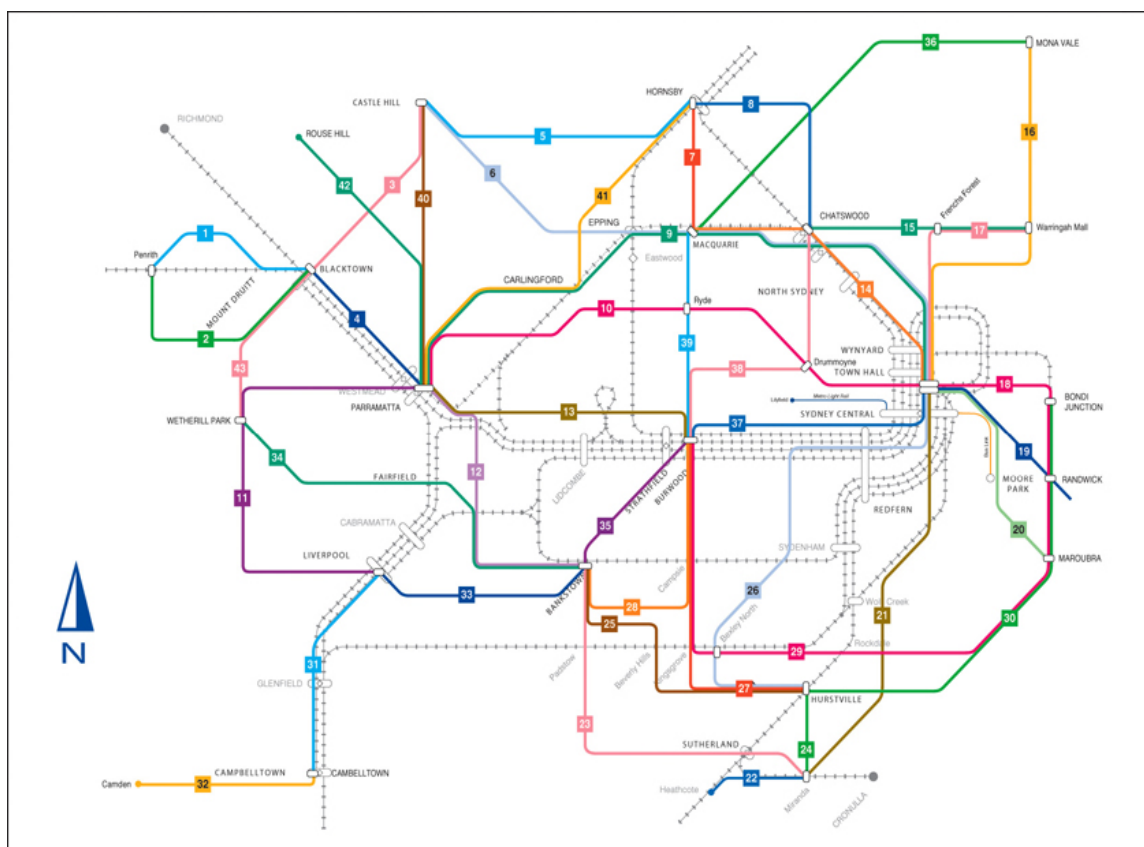 36
MONA VALE
HORNSBY
8
CASTLE HILL
RICHMOND
ROUSE HILL
5
16
7
6
3
42
40
41
Frenchs Forest
EPPING
CHATSWOOD
15
17
Warringah Mall
1
9
MACQUARIE
Penrith
Eastwood
BLACKTOWN
CARLINGFORD
14
NORTH SYDNEY
MOUNT DRUITT
10
Ryde
4
2
39
WYNYARD
43
38
Drummoyne
TOWN HALL
WESTMEAD
PARRAMATTA
18
BONDI
JUNCTION
Lilyfield
Metro Light Rail
WETHERILL PARK
13
37
SYDNEY CENTRAL
19
34
12
FAIRFIELD
LIDCOMBE
STRATHFIELD
BURWOOD
MOORE
PARK
RANDWICK
11
REDFERN
CABRAMATTA
35
20
LIVERPOOL
SYDENHAM
MAROUBRA
33
BANKSTOWN
Campsie
26
28
Wolli Creek
21
25
Bexley North
30
N
Padstow
Beverly Hills
Kingsgrove
29
Rockdale
31
GLENFIELD
27
HURSTVILLE
23
SUTHERLAND
24
CAMPBELLTOWN
CAMBELLTOWN
Camden
32
Heathcote
22
Miranda
CRONULLA